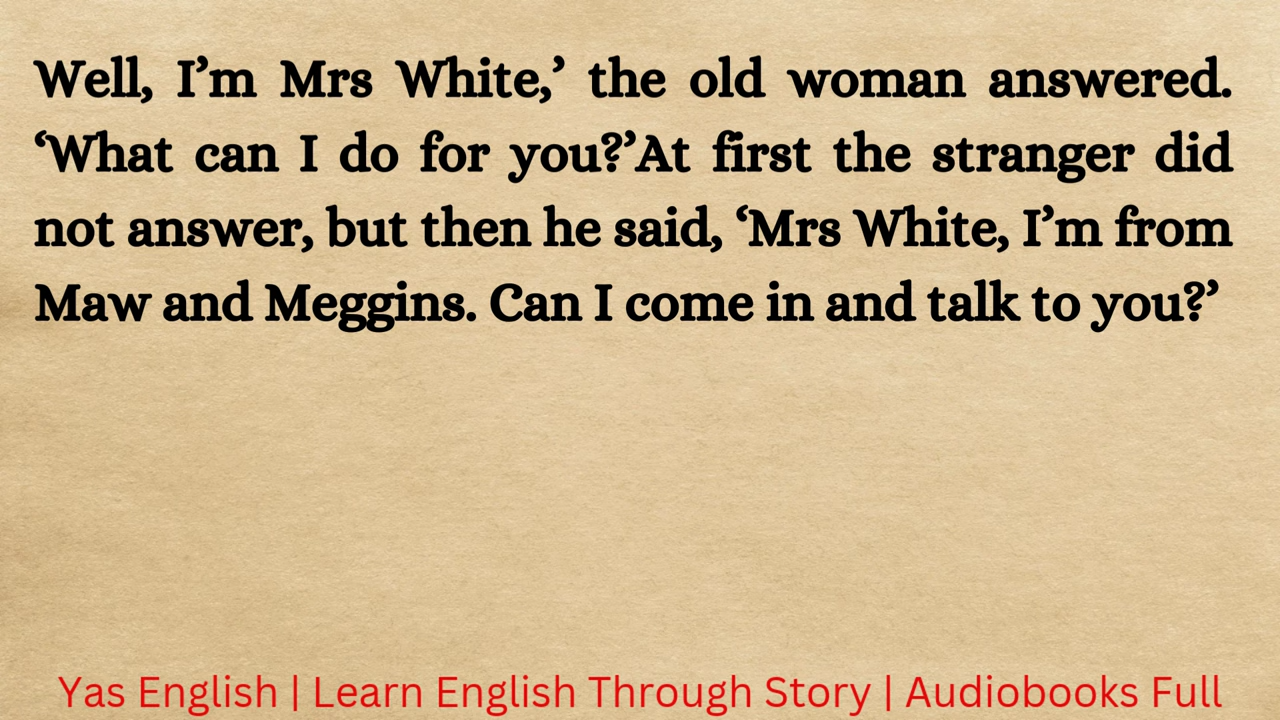 Well, I’m Mrs White,’ the old woman answered.
‘What can I do for you?’At first the stranger did
not answer, but then he said, ‘Mrs White, I’m from
Maw and Meggins. Can I come in and talk to you?’
Yas English | Learn English Through Story | Audiobooks Full